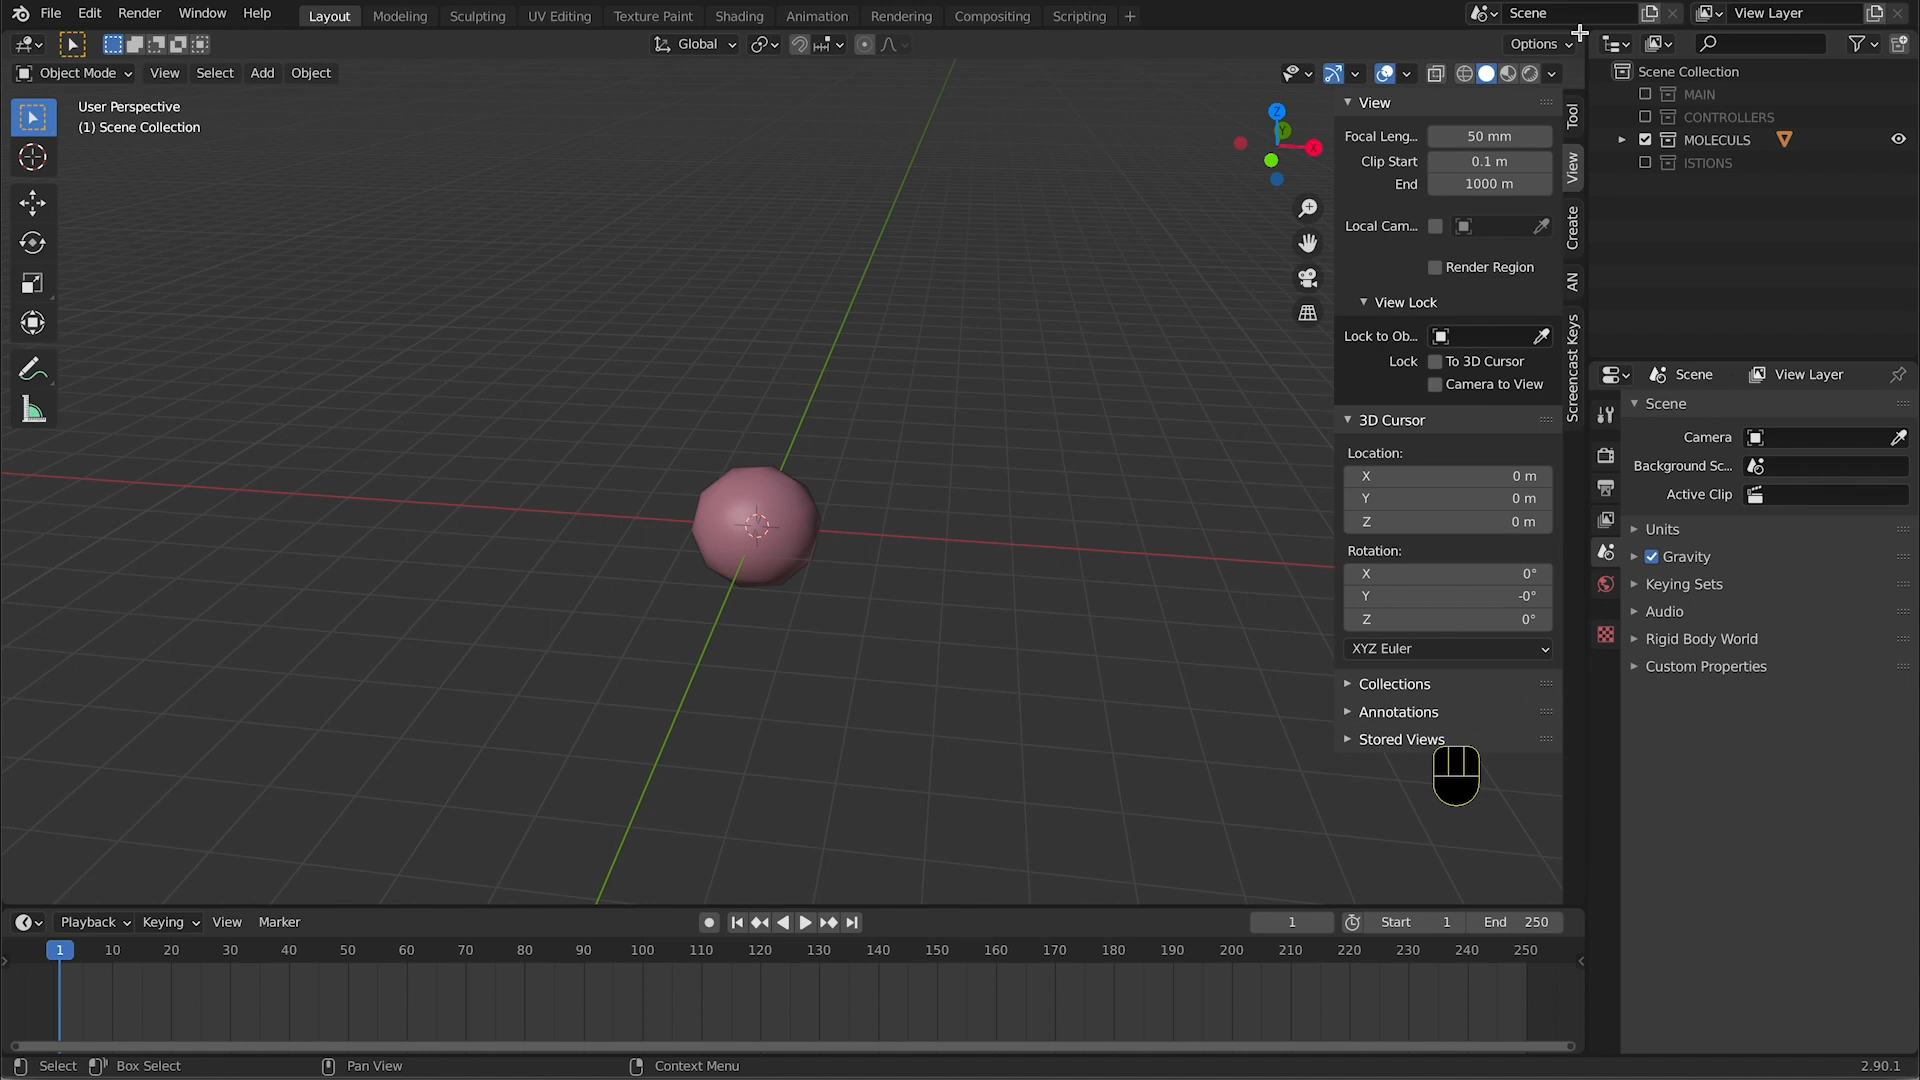 File Edit Render Window Help Layout Modeling Sculpting UV Editing Texture Paint Shading Animation Rendering Compositing Scripting + Scene View Layer
Global Options
Object Mode View Select Add Object
User Perspective
(1) Scene Collection
X
Y
Z
View
Focal Leng... 50 mm
Clip Start 0.1 m
End 1000 m
Local Cam...
Render Region
View Lock
Lock to Ob...
Lock To 3D Cursor
Camera to View
3D Cursor
Location:
X 0 m
Y 0 m
Z 0 m
Rotation:
X 0°
Y -0°
Z 0°
XYZ Euler
Collections
Annotations
Stored Views
Tool
View
Create
AN
Screencast Keys
Scene Collection
MAIN
CONTROLLERS
MOLECULS
ISTIONS
Scene View Layer
Scene
Camera
Background Sc...
Active Clip
Units
Gravity
Keying Sets
Audio
Rigid Body World
Custom Properties
Playback Keying View Marker 1 Start 1 End 250
1 10 20 30 40 50 60 70 80 90 100 110 120 130 140 150 160 170 180 190 200 210 220 230 240 250
Select Box Select Pan View Context Menu 2.90.1